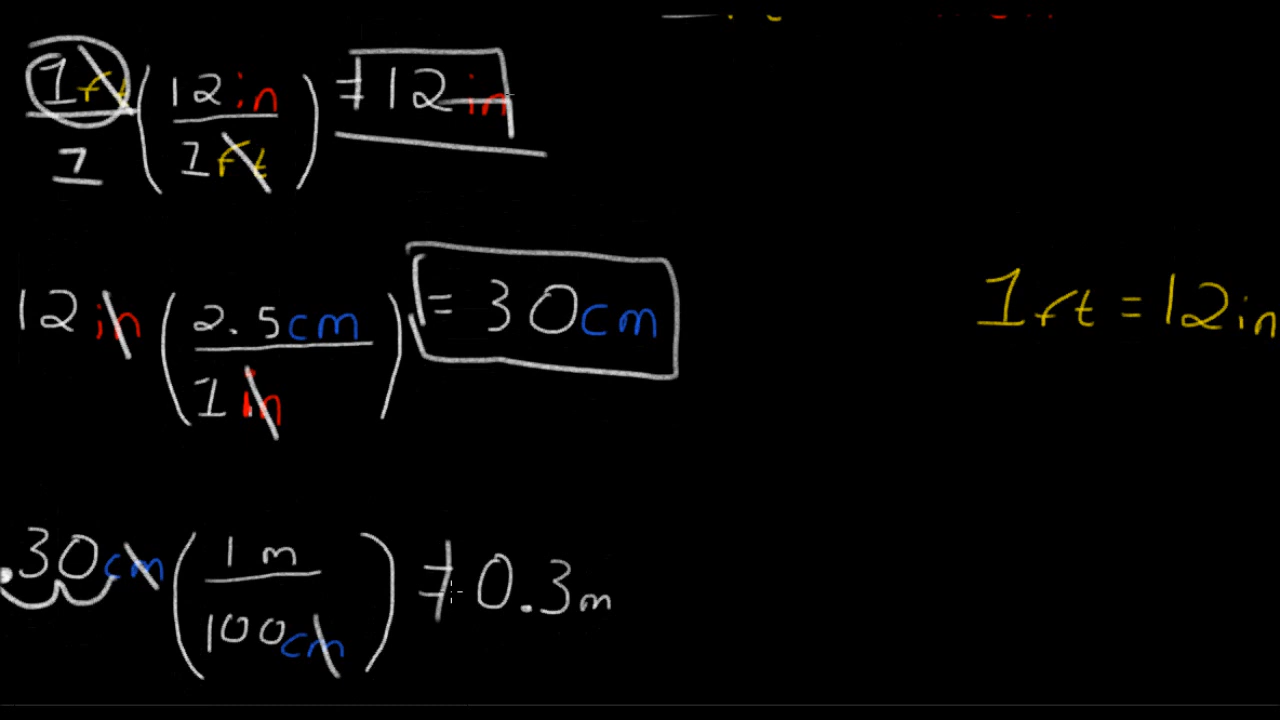 1ft/1 (12in/1ft) = 12in
12in (2.5cm/1in) = 30cm
1ft = 12in
.30cm (1m/100cm) = 0.3m